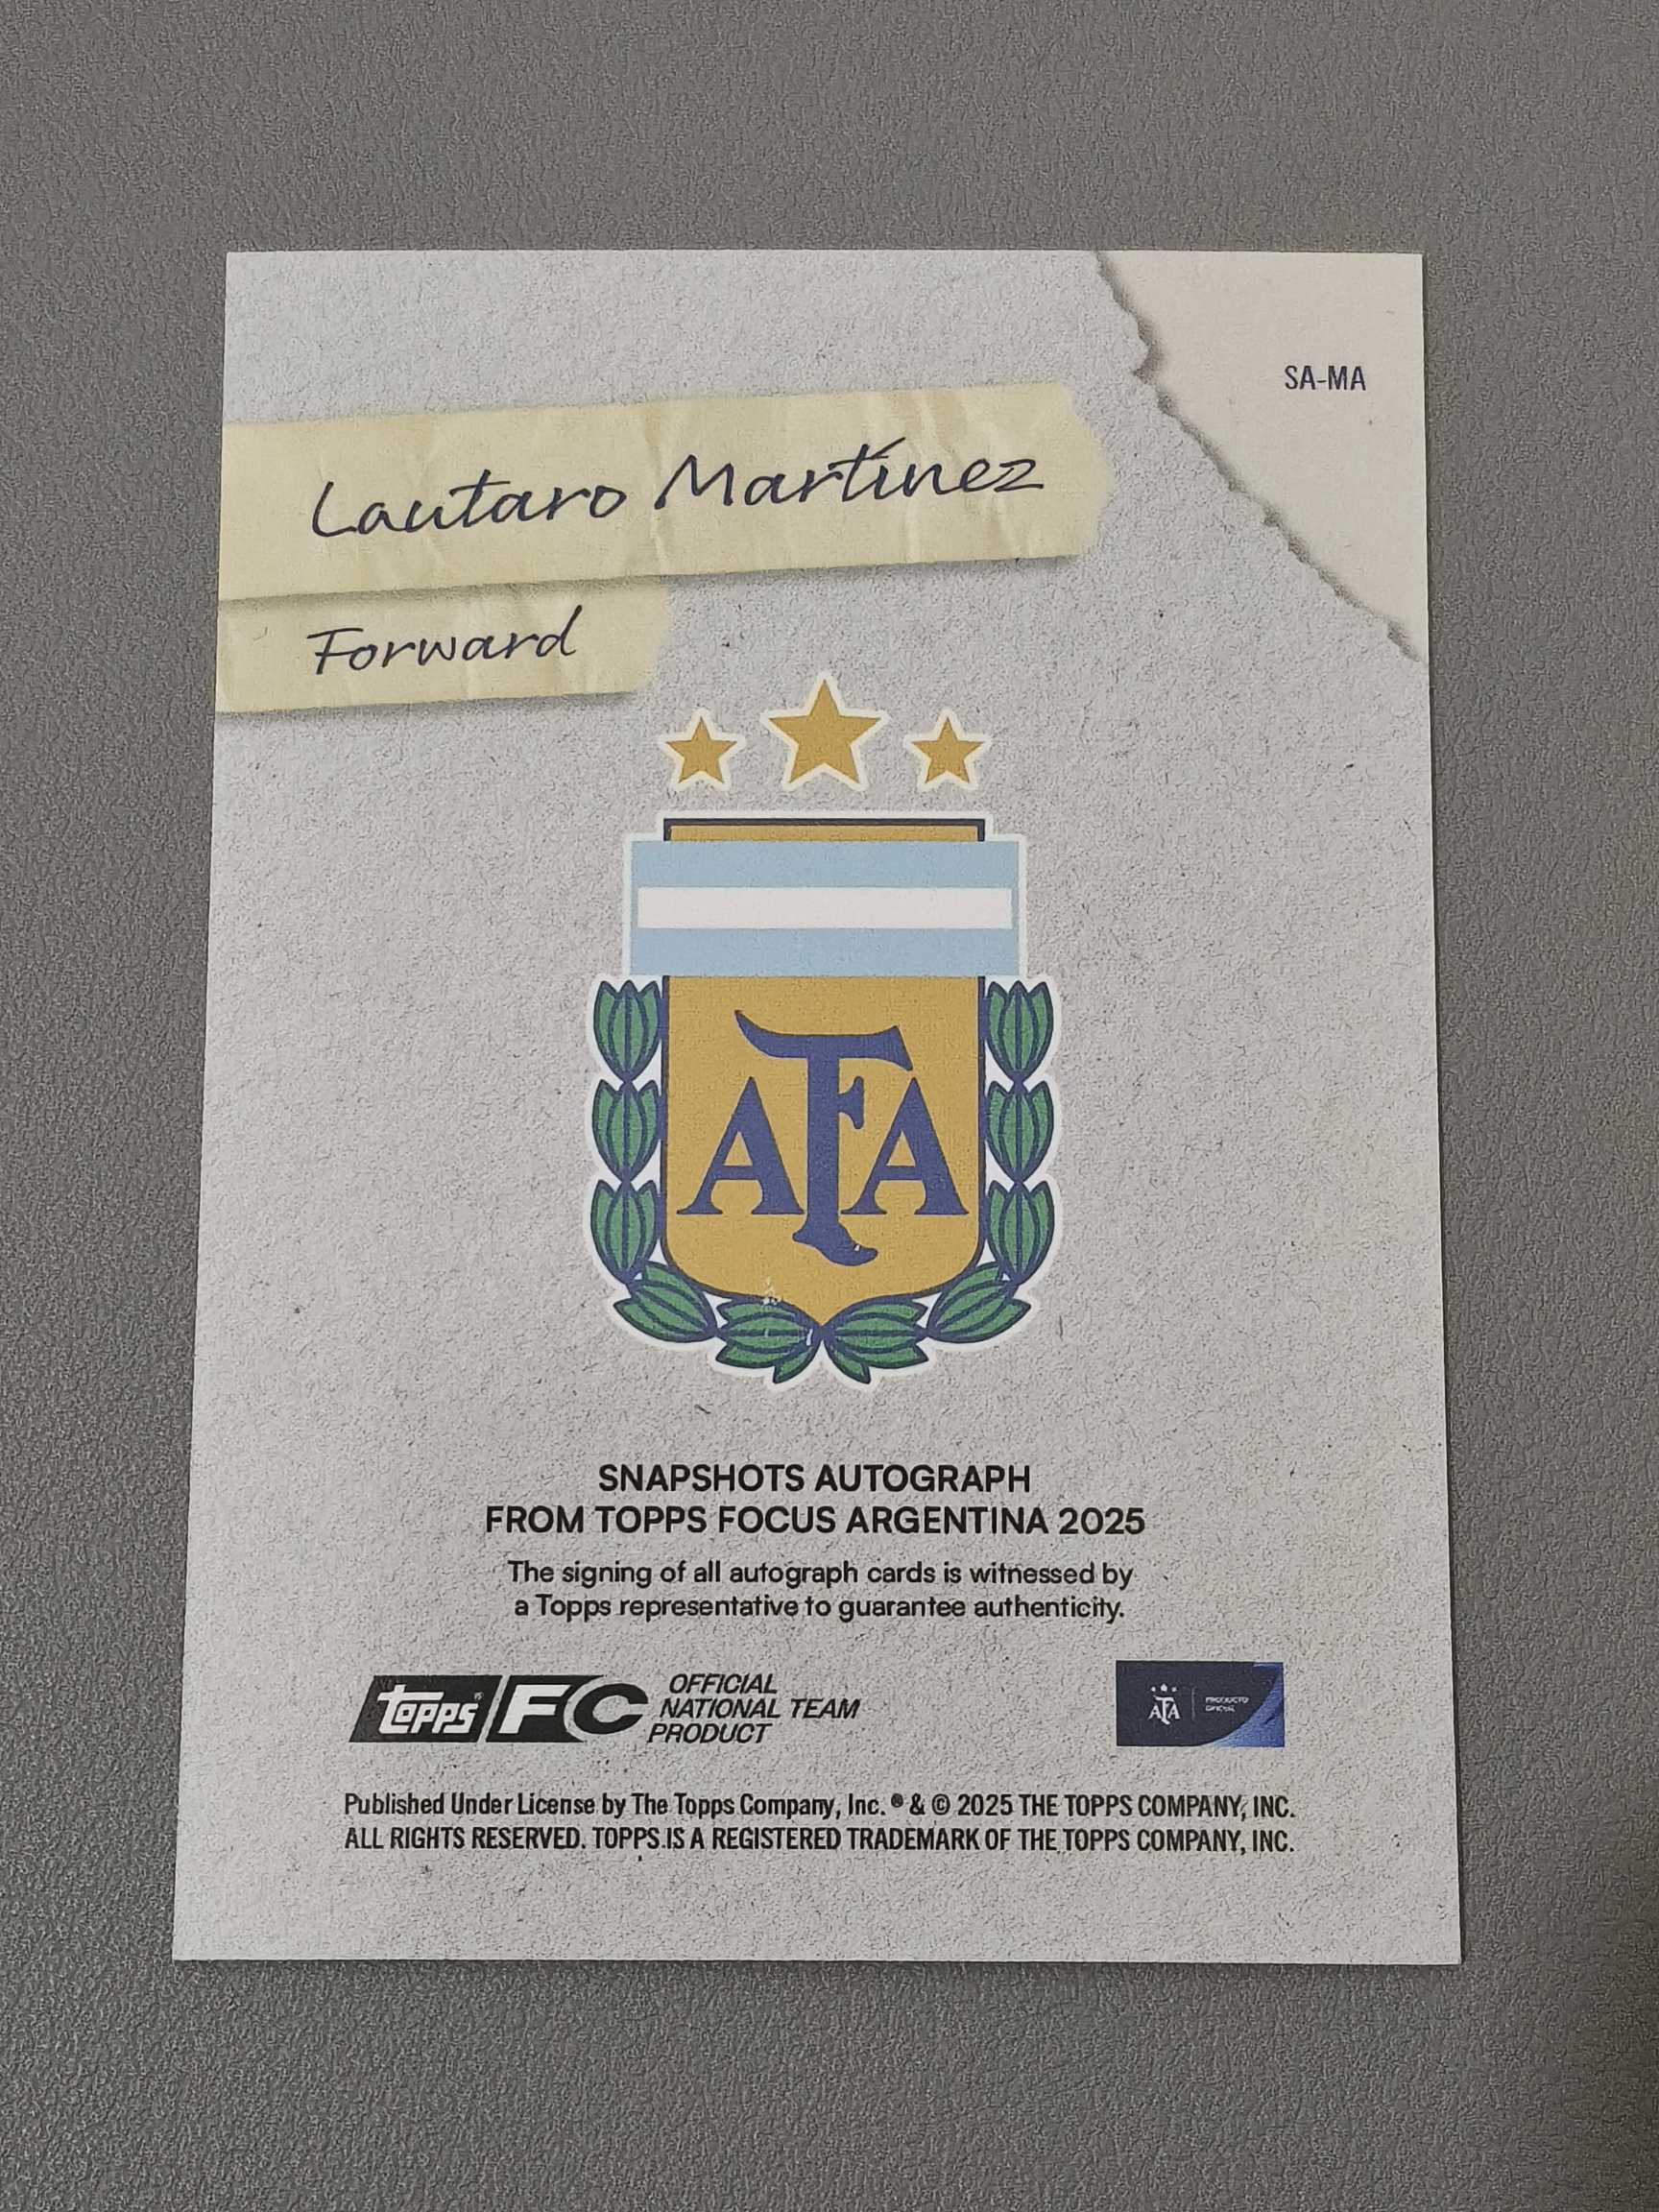 SA-MA
Lautaro Martínez
Forward
AFA
SNAPSHOTS AUTOGRAPH
FROM TOPPS FOCUS ARGENTINA 2025
The signing of all autograph cards is witnessed by
a Topps representative to guarantee authenticity.
topps® FC
OFFICIAL
NATIONAL TEAM
PRODUCT
AFA
PRODUCTO
OFICIAL
Published Under License by The Topps Company, Inc. ® & © 2025 THE TOPPS COMPANY, INC.
ALL RIGHTS RESERVED. TOPPS IS A REGISTERED TRADEMARK OF THE TOPPS COMPANY, INC.